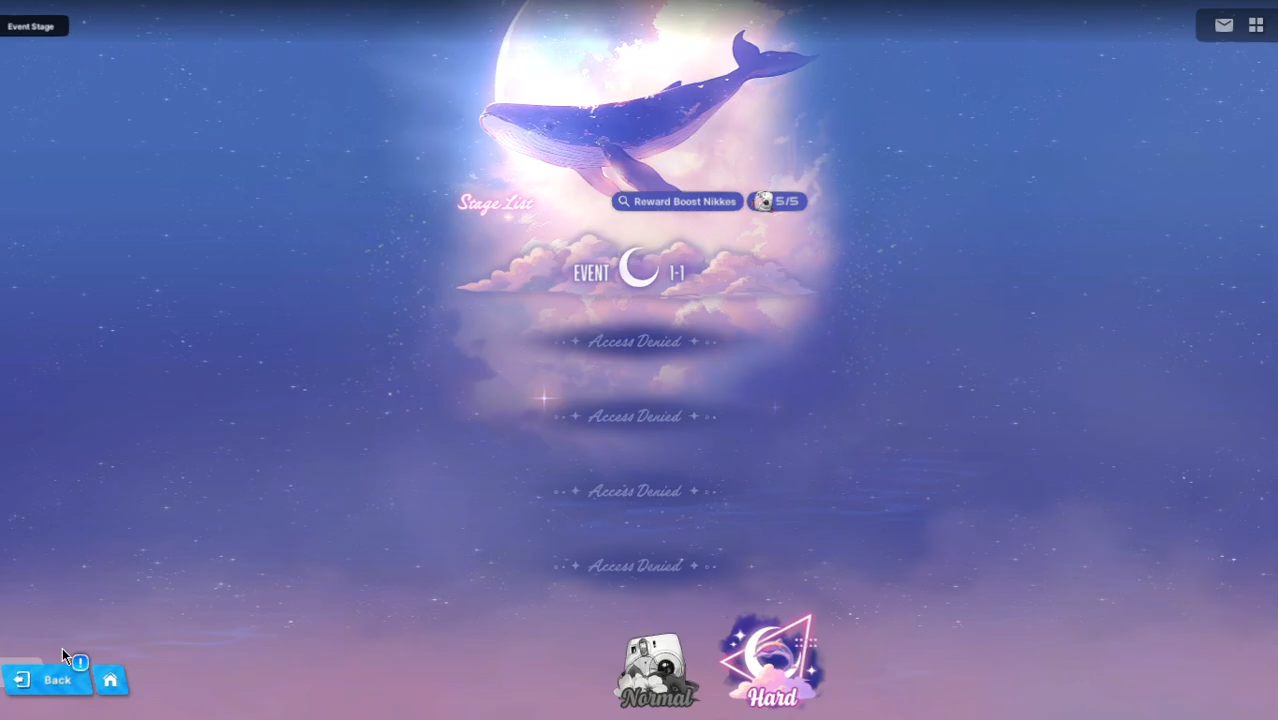 Event Stage
Stage List
Reward Boost Nikkes
5/5
EVENT 1-1
Access Denied
Access Denied
Access Denied
Access Denied
Normal
Hard
!
Back